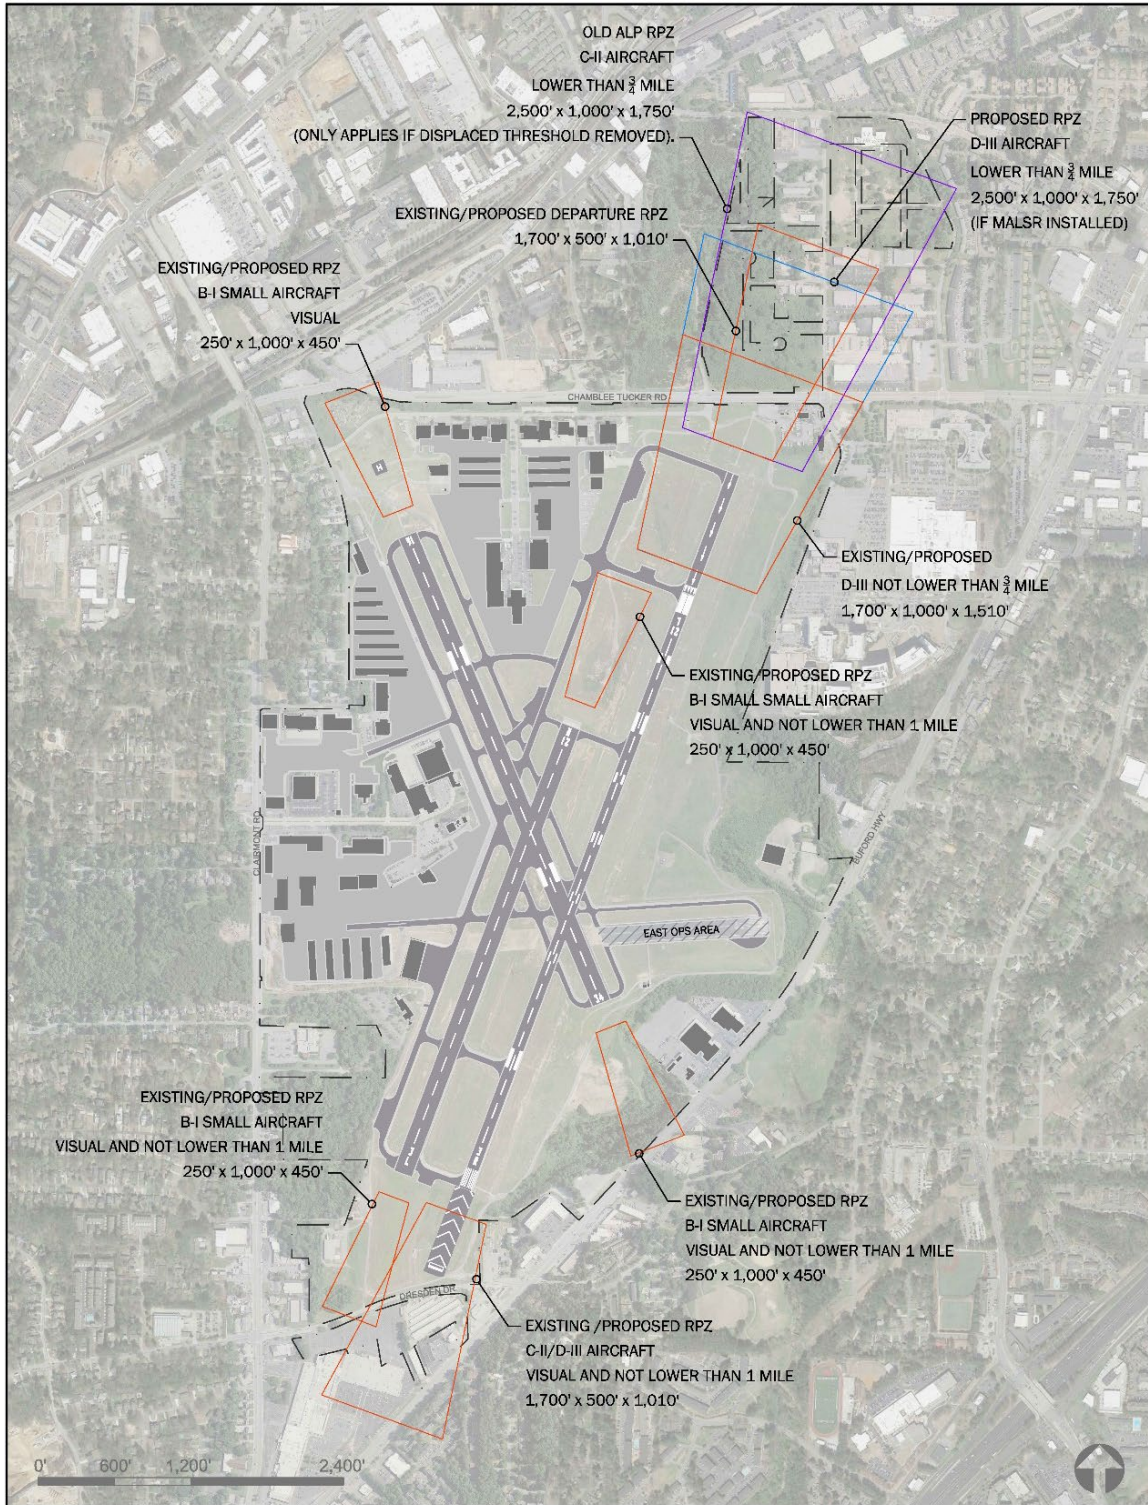 OLD ALP RPZ
C-II AIRCRAFT
LOWER THAN 3/4 MILE
2,500' x 1,000' x 1,750'
(ONLY APPLIES IF DISPLACED THRESHOLD REMOVED).
PROPOSED RPZ
D-III AIRCRAFT
LOWER THAN 3/4 MILE
2,500' x 1,000' x 1,750'
(IF MALSR INSTALLED)
EXISTING/PROPOSED DEPARTURE RPZ
1,700' x 500' x 1,010'
EXISTING/PROPOSED RPZ
B-I SMALL AIRCRAFT
VISUAL
250' x 1,000' x 450'
CHAMBLEE TUCKER RD
H
EXISTING/PROPOSED
D-III NOT LOWER THAN 3/4 MILE
1,700' x 1,000' x 1,510'
EXISTING/PROPOSED RPZ
B-I SMALL SMALL AIRCRAFT
VISUAL AND NOT LOWER THAN 1 MILE
250' x 1,000' x 450'
CLAIRMONT RD
BUFORD HWY
EAST OPS AREA
34
EXISTING/PROPOSED RPZ
B-I SMALL AIRCRAFT
VISUAL AND NOT LOWER THAN 1 MILE
250' x 1,000' x 450'
EXISTING/PROPOSED RPZ
B-I SMALL AIRCRAFT
VISUAL AND NOT LOWER THAN 1 MILE
250' x 1,000' x 450'
DRESDEN DR
EXISTING /PROPOSED RPZ
C-II/D-III AIRCRAFT
VISUAL AND NOT LOWER THAN 1 MILE
1,700' x 500' x 1,010'
0' 600' 1,200' 2,400'